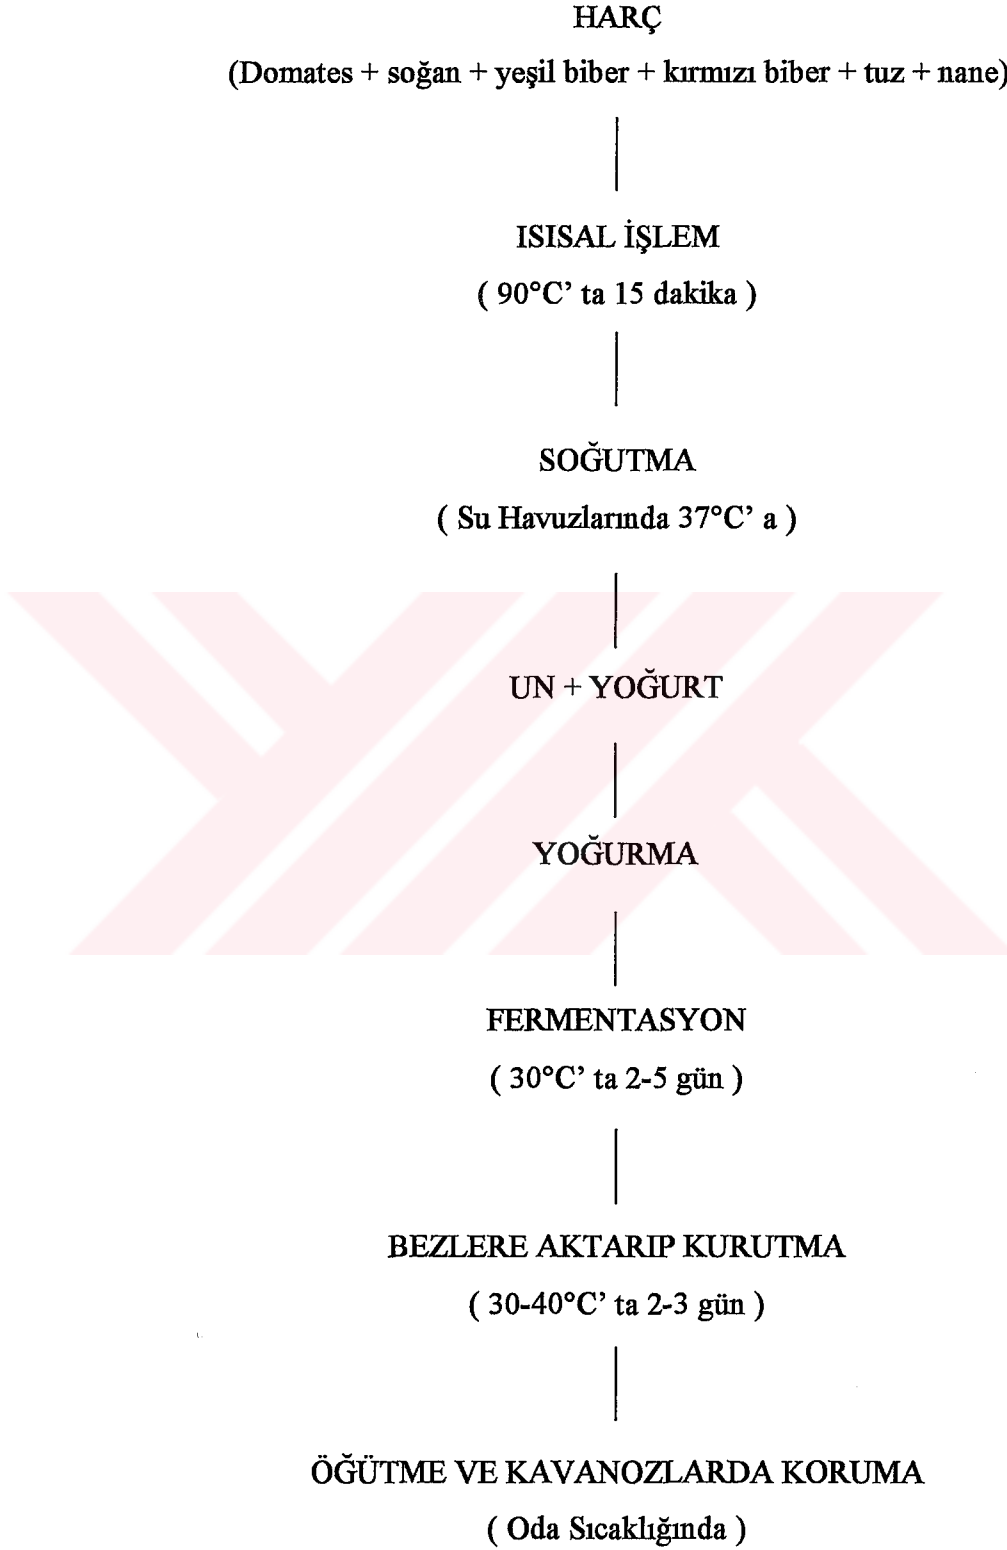 HARÇ
(Domates + soğan + yeşil biber + kırmızı biber + tuz + nane)
ISISAL İŞLEM
( 90°C’ ta 15 dakika )
SOĞUTMA
( Su Havuzlarında 37°C’ a )
UN + YOĞURT
YOĞURMA
FERMENTASYON
( 30°C’ ta 2-5 gün )
BEZLERE AKTARIP KURUTMA
( 30-40°C’ ta 2-3 gün )
ÖĞÜTME VE KAVANOZLARDA KORUMA
( Oda Sıcaklığında )